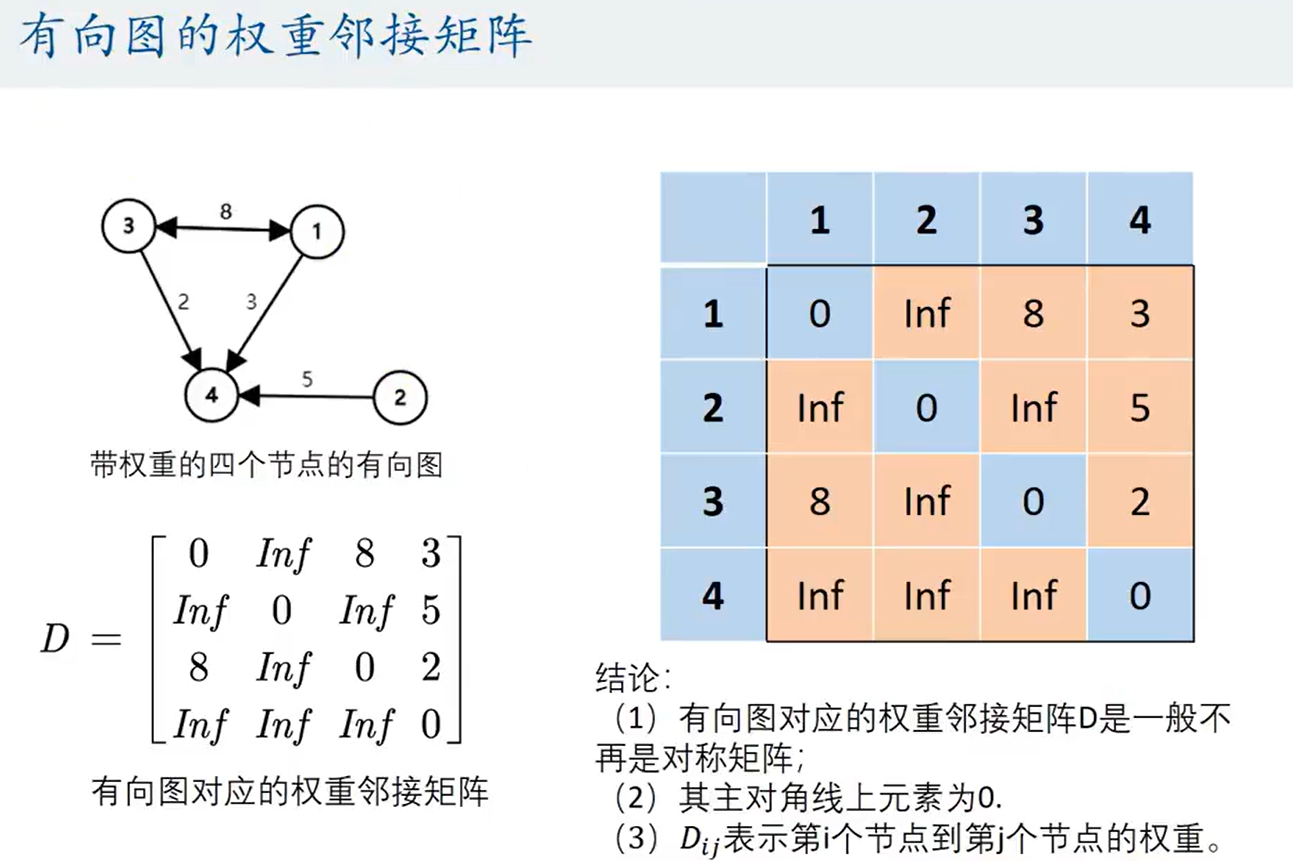 有向图的权重邻接矩阵
3 8 1
2 3
4 5 2
带权重的四个节点的有向图
D =
0 Inf 8 3
Inf 0 Inf 5
8 Inf 0 2
Inf Inf Inf 0
有向图对应的权重邻接矩阵
1 2 3 4
1 0 Inf 8 3
2 Inf 0 Inf 5
3 8 Inf 0 2
4 Inf Inf Inf 0
结论：
（1）有向图对应的权重邻接矩阵D是一般不
再是对称矩阵；
（2）其主对角线上元素为0.
（3）D_{ij}表示第i个节点到第j个节点的权重。